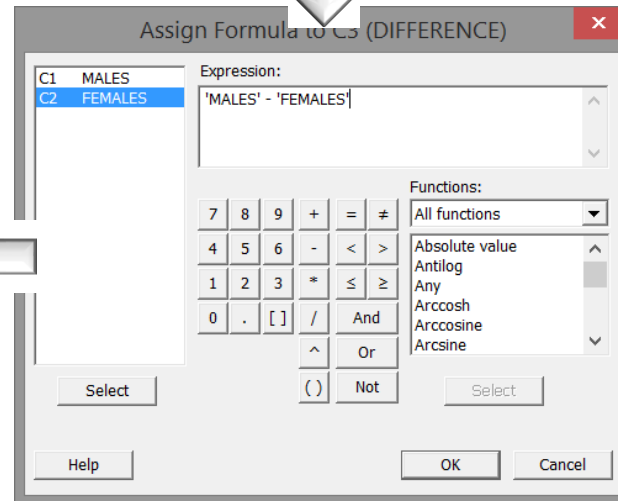 Assign Formula to C3 (DIFFERENCE)
×
C1 MALES
C2 FEMALES
Expression:
'MALES' - 'FEMALES'
Functions:
7 8 9 + = ≠
All functions
4 5 6 - < >
1 2 3 * ≤ ≥
0 . [ ] / And
^ Or
( ) Not
Absolute value
Antilog
Any
Arccosh
Arccosine
Arcsine
Select
Select
Help
OK
Cancel